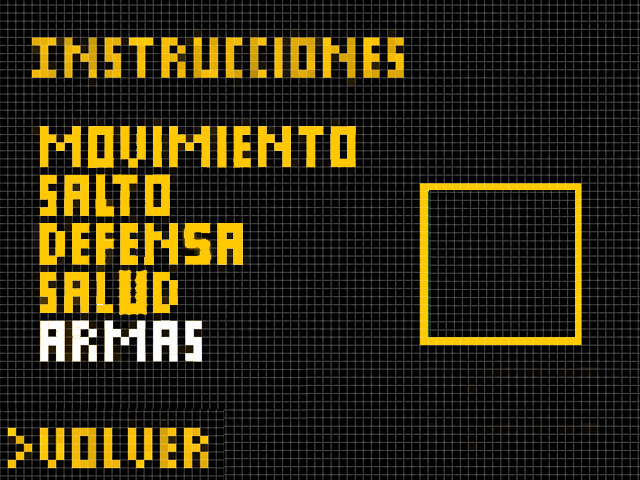 INSTRUCCIONES
MOVIMIENTO
SALTO
DEFENSA
SALUD
ARMAS
>VOLVER